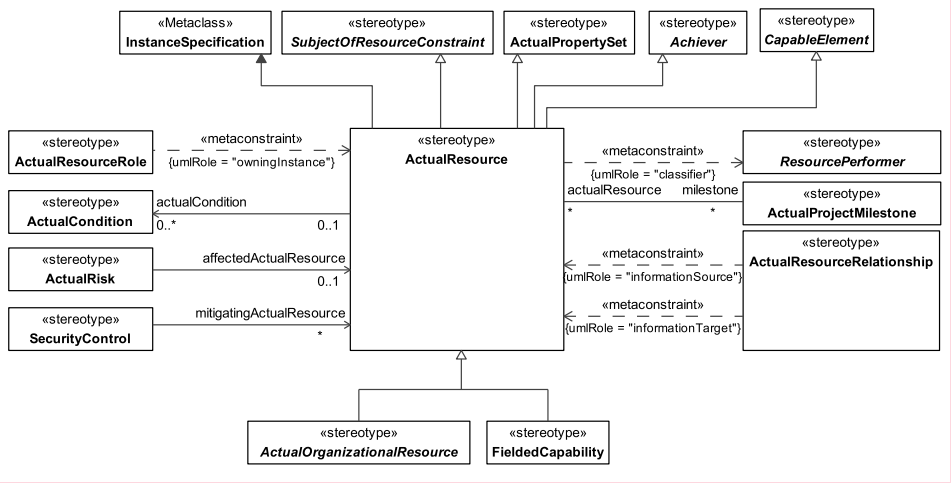 «Metaclass»
InstanceSpecification
«stereotype»
SubjectOfResourceConstraint
«stereotype»
ActualPropertySet
«stereotype»
Achiever
«stereotype»
CapableElement
«stereotype»
ActualResourceRole
«metaconstraint»
{umlRole = "owningInstance"}
«stereotype»
ActualResource
«metaconstraint»
{umlRole = "classifier"}
«stereotype»
ResourcePerformer
«stereotype»
ActualCondition
actualCondition
0..*
0..1
actualResource
milestone
*
*
«stereotype»
ActualProjectMilestone
«stereotype»
ActualRisk
affectedActualResource
0..1
«metaconstraint»
{umlRole = "informationSource"}
«stereotype»
ActualResourceRelationship
«stereotype»
SecurityControl
mitigatingActualResource
*
«metaconstraint»
{umlRole = "informationTarget"}
«stereotype»
ActualOrganizationalResource
«stereotype»
FieldedCapability